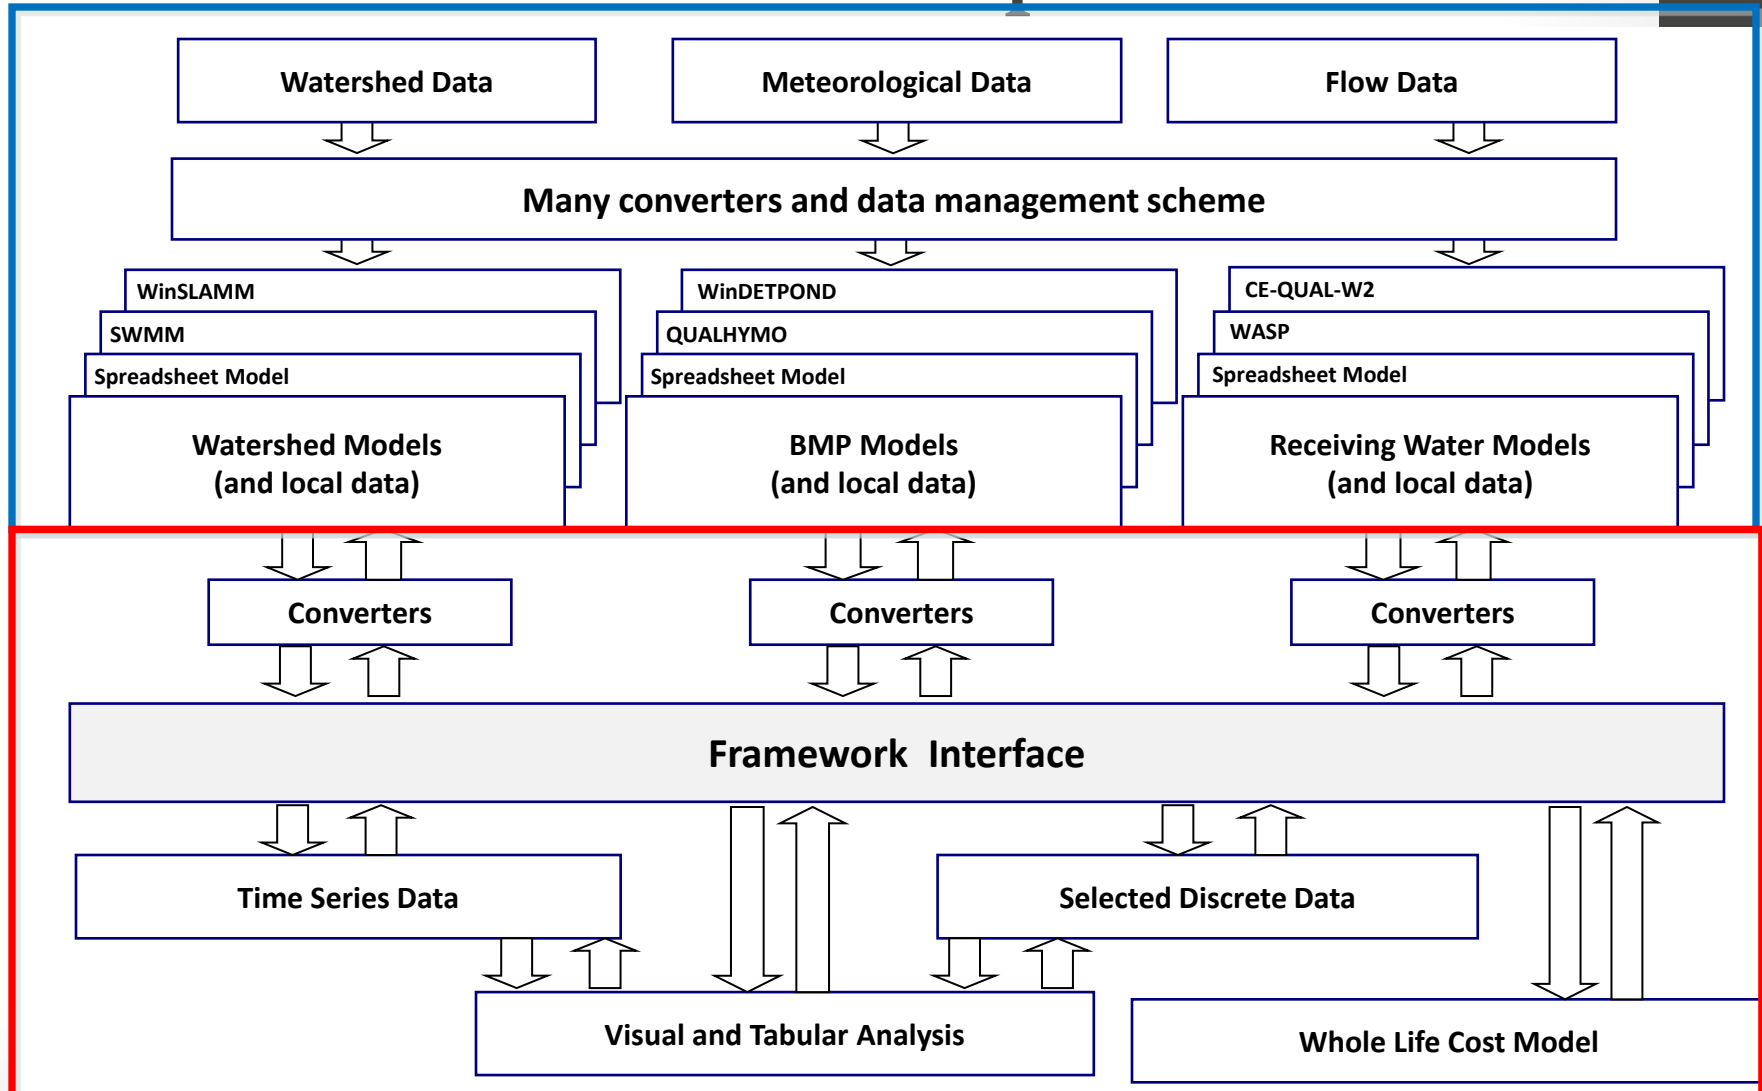 Watershed Data
Meteorological Data
Flow Data
Many converters and data management scheme
WinSLAMM
SWMM
Spreadsheet Model
Watershed Models
(and local data)
WinDETPOND
QUALHYMO
Spreadsheet Model
BMP Models
(and local data)
CE-QUAL-W2
WASP
Spreadsheet Model
Receiving Water Models
(and local data)
Converters
Converters
Converters
Framework Interface
Time Series Data
Selected Discrete Data
Visual and Tabular Analysis
Whole Life Cost Model